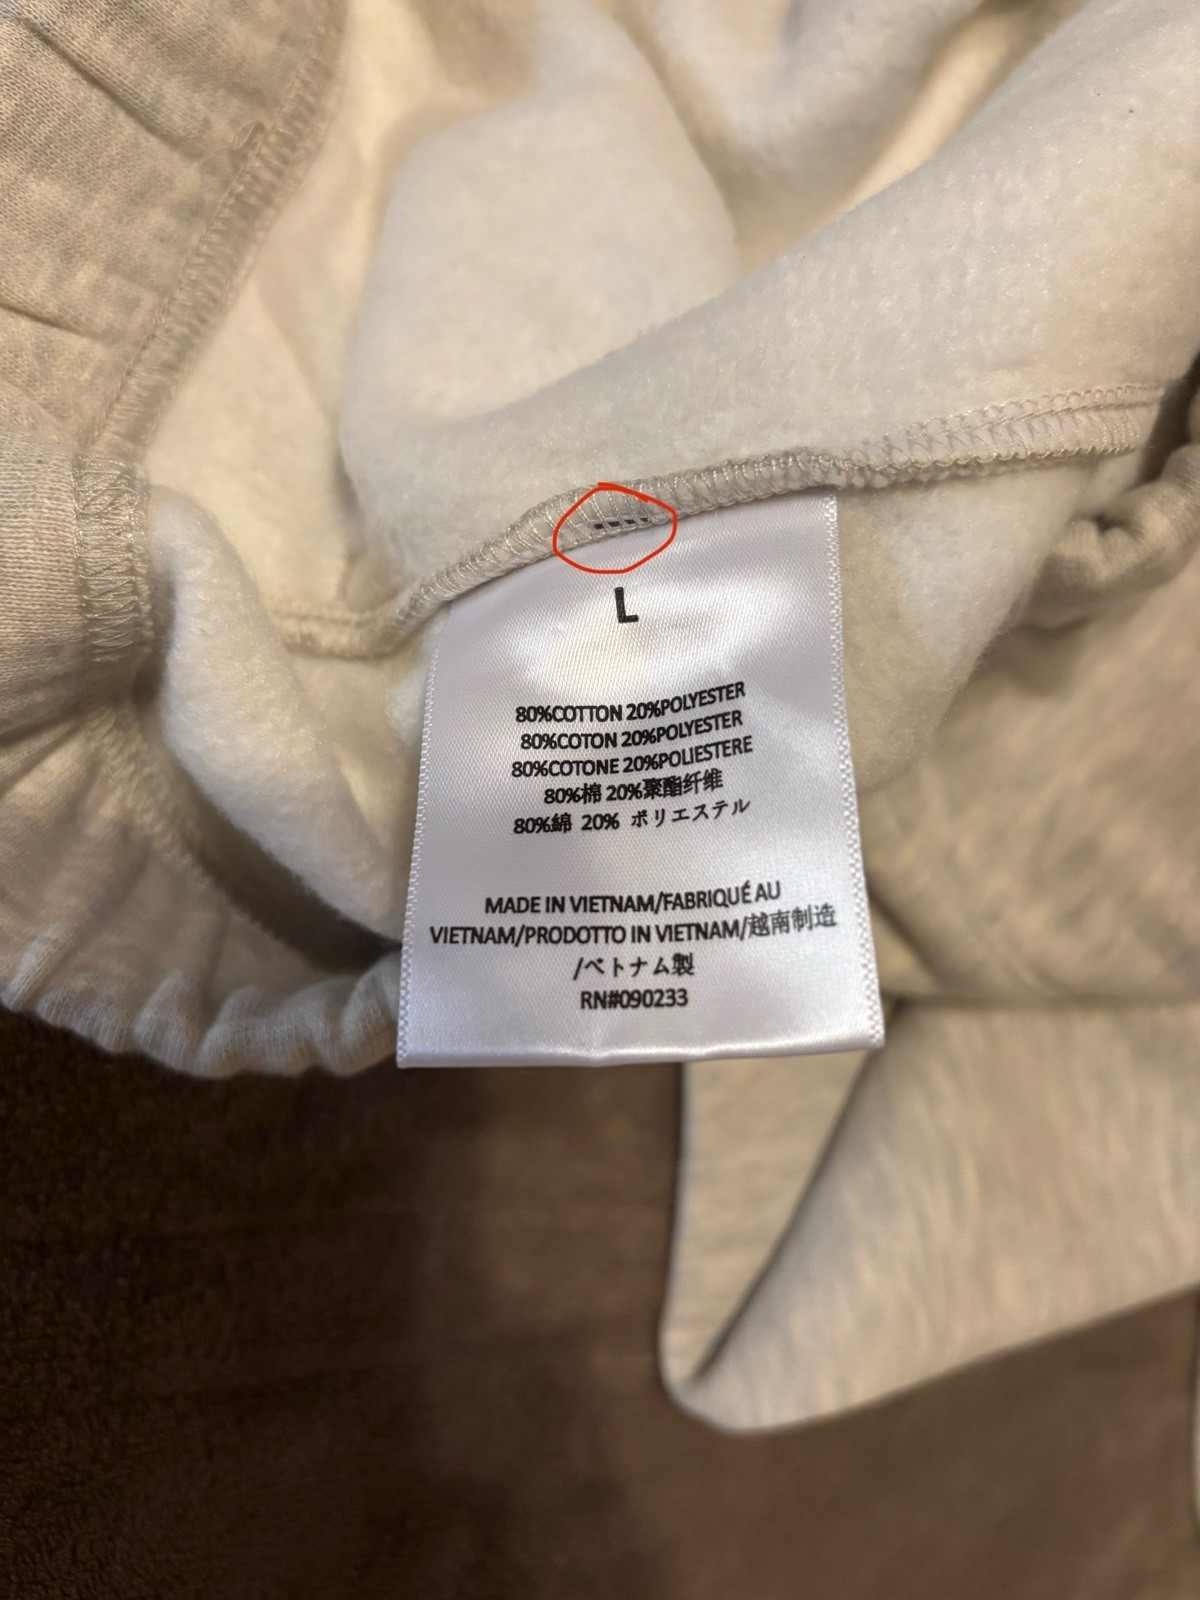 L
80%COTTON 20%POLYESTER
80%COTON 20%POLYESTER
80%COTONE 20%POLIESTERE
80%棉 20%聚酯纤维
80%綿 20% ポリエステル
MADE IN VIETNAM/FABRIQUÉ AU
VIETNAM/PRODOTTO IN VIETNAM/越南制造
/ベトナム製
RN#090233